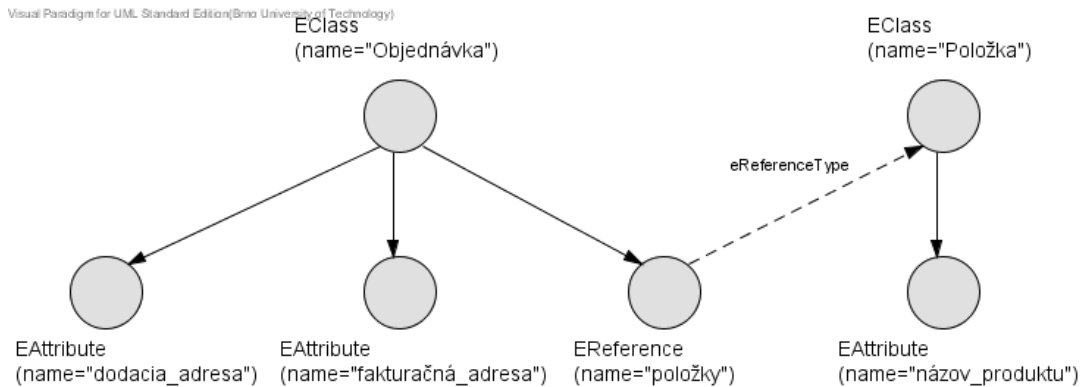 Visual Paradigm for UML Standard Edition(Brno University of Technology)
EClass
(name="Objednávka")
EClass
(name="Položka")
eReferenceType
EAttribute
(name="dodacia_adresa")
EAttribute
(name="fakturačná_adresa")
EReference
(name="položky")
EAttribute
(name="názov_produktu")